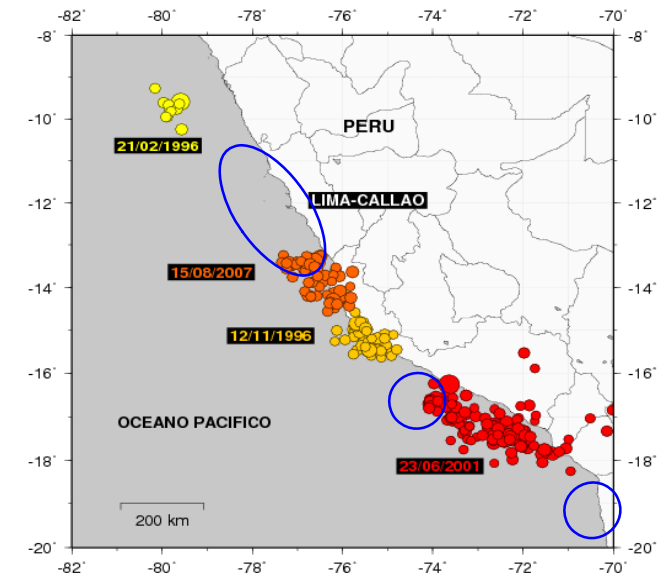 -82° -80° -78° -76° -74° -72° -70°
-8° -8°
PERU
-10° -10°
21/02/1996
LIMA-CALLAO
-12° -12°
15/08/2007
-14° -14°
12/11/1996
-16° -16°
OCEANO PACIFICO
-18° -18°
23/06/2001
200 km
-20° -20°
-82° -80° -78° -76° -74° -72° -70°